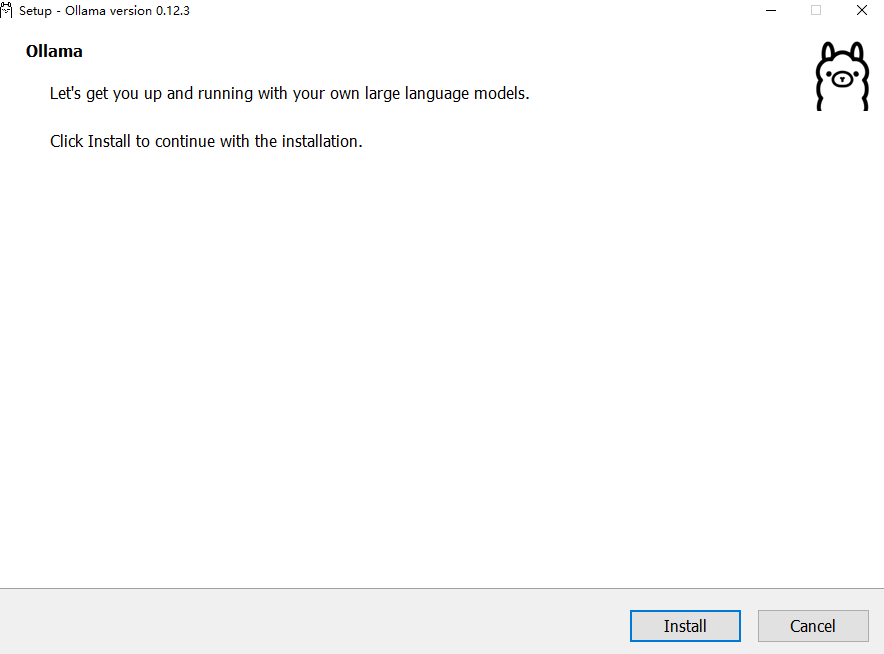 Setup - Ollama version 0.12.3
Ollama
Let's get you up and running with your own large language models.
Click Install to continue with the installation.
Install
Cancel